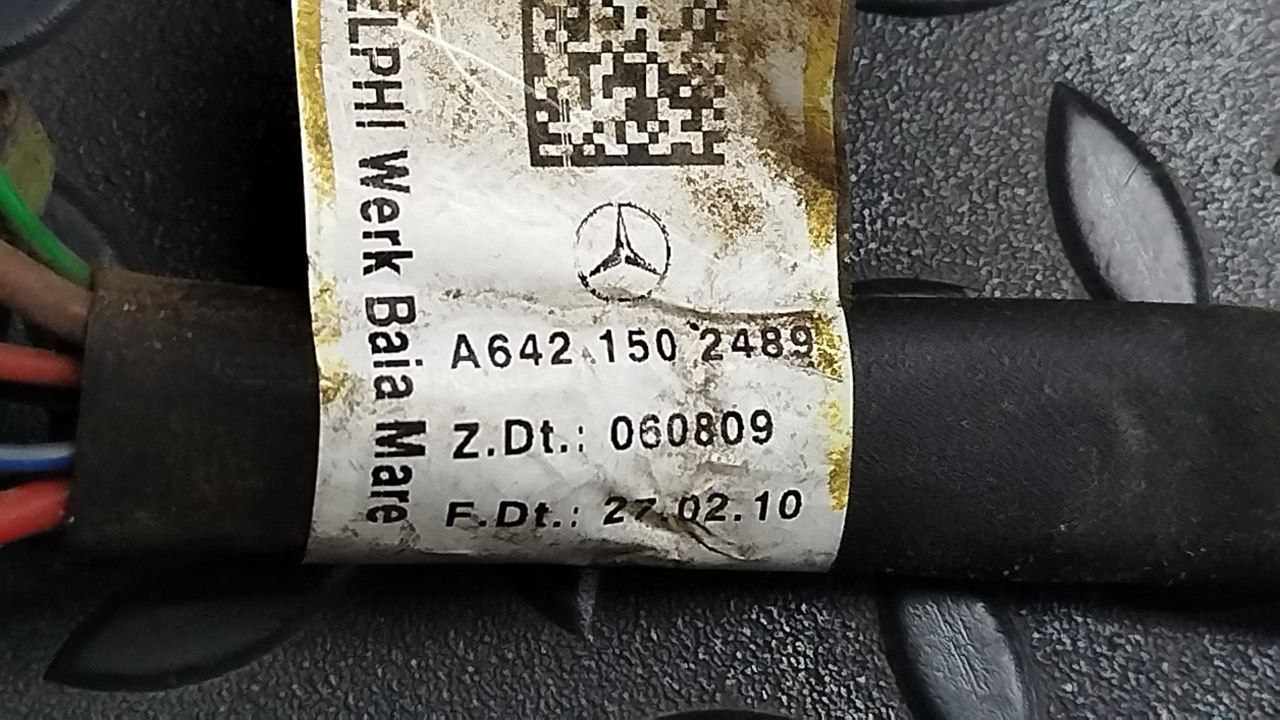 ELPHI Werk Baia Mare
A642 150 2489
Z.Dt.: 060809
F.Dt.: 27.02.10